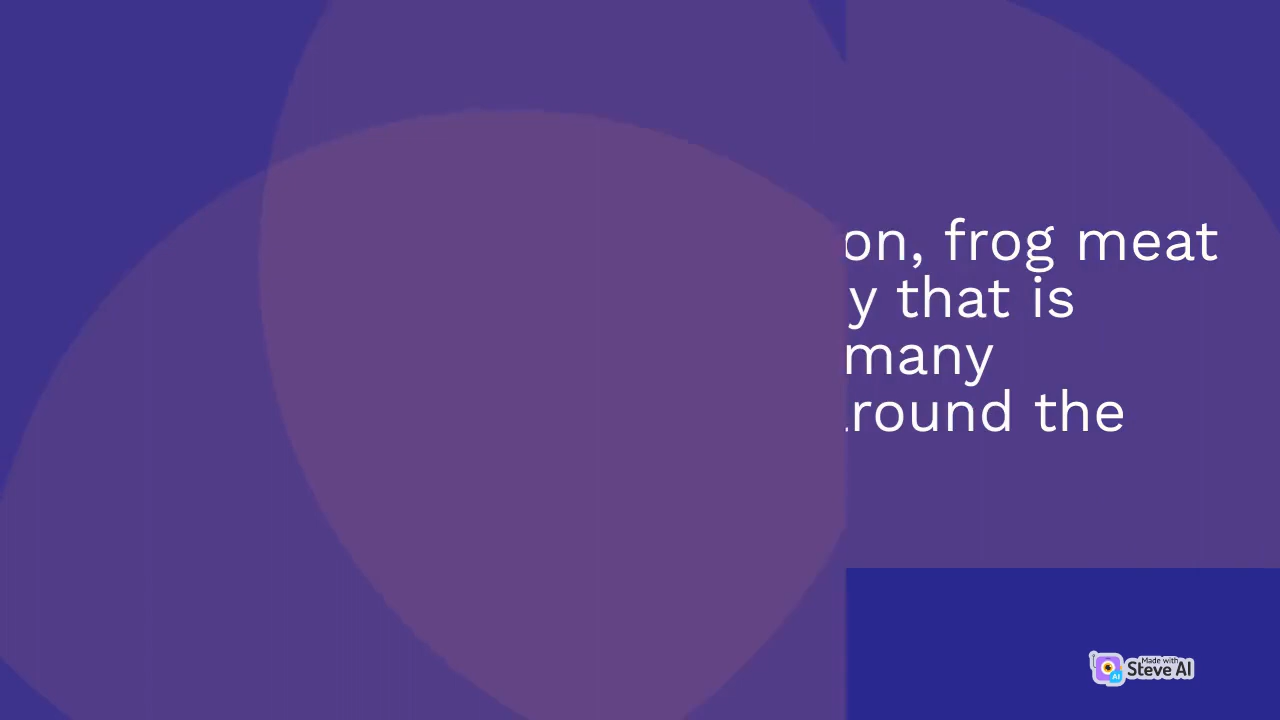 on, frog meat
y that is
many
round the
Made with
Steve AI